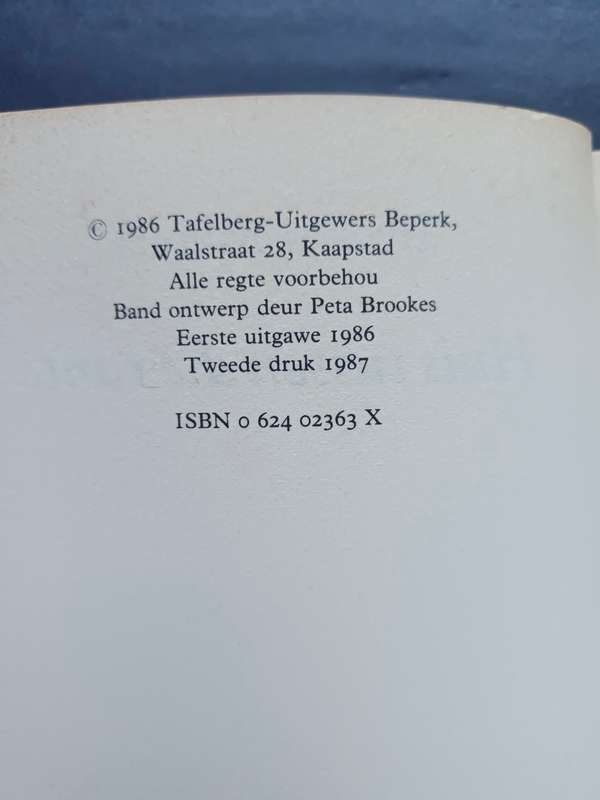 © 1986 Tafelberg-Uitgewers Beperk,
Waalstraat 28, Kaapstad
Alle regte voorbehou
Band ontwerp deur Peta Brookes
Eerste uitgawe 1986
Tweede druk 1987
ISBN 0 624 02363 X